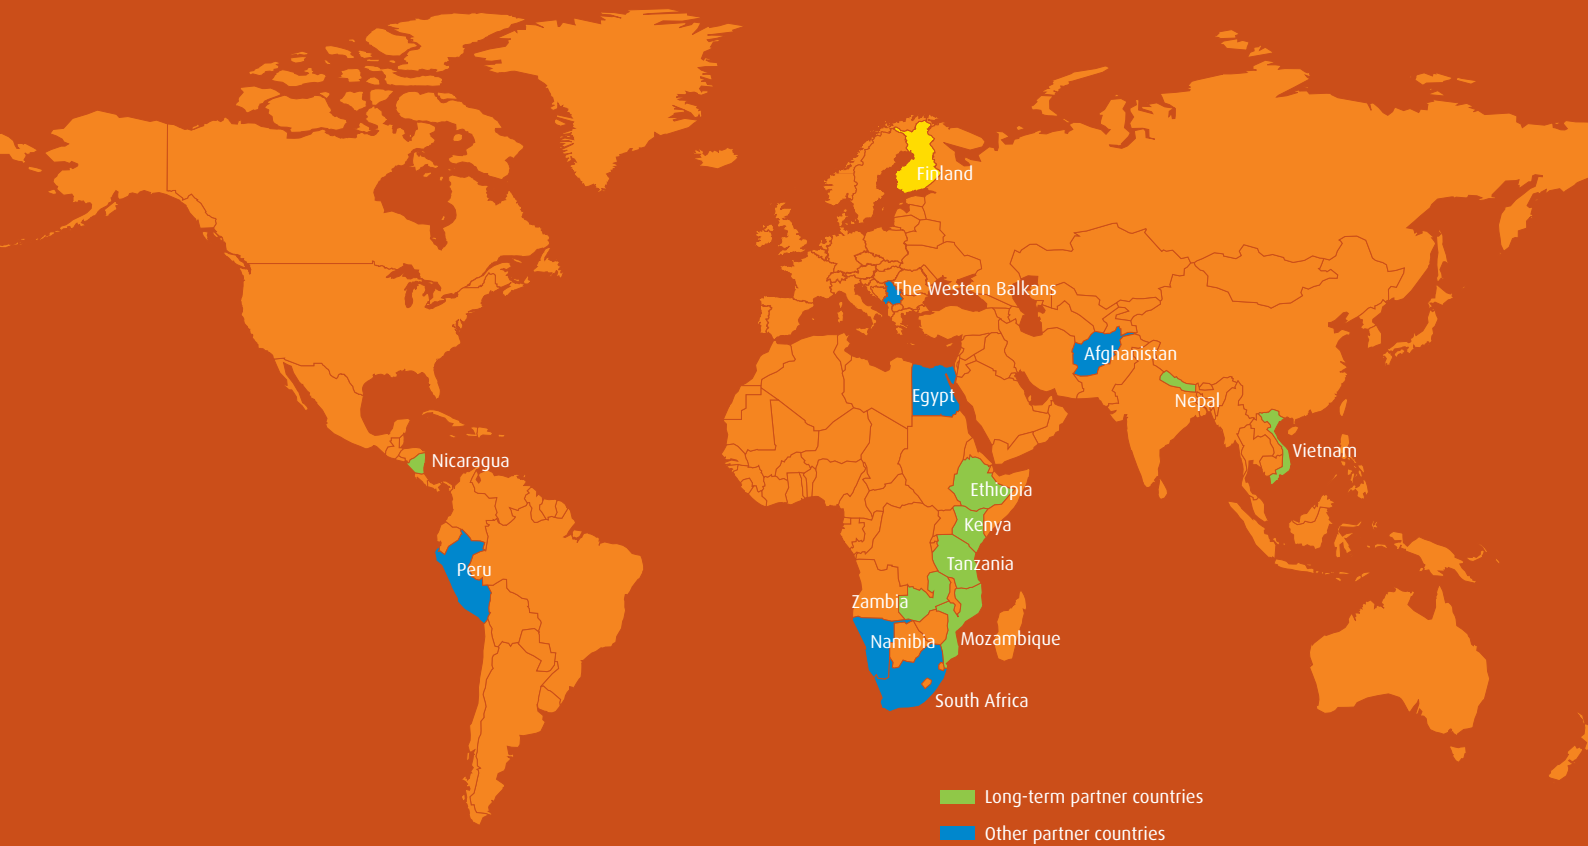 Finland
The Western Balkans
Afghanistan
Egypt
Nepal
Vietnam
Nicaragua
Ethiopia
Kenya
Tanzania
Peru
Zambia
Namibia
Mozambique
South Africa
Long-term partner countries
Other partner countries